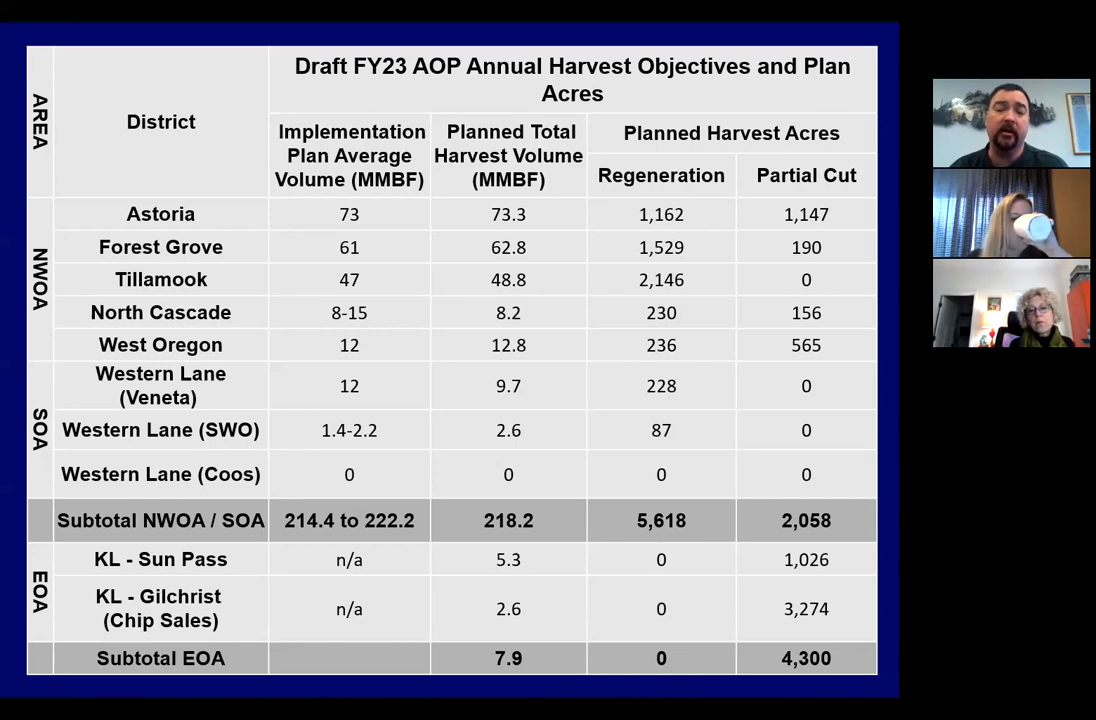 Draft FY23 AOP Annual Harvest Objectives and Plan
Acres
AREA
District
Implementation
Plan Average
Volume (MMBF)
Planned Total
Harvest Volume
(MMBF)
Planned Harvest Acres
Regeneration
Partial Cut
NWOA
Astoria 73 73.3 1,162 1,147
Forest Grove 61 62.8 1,529 190
Tillamook 47 48.8 2,146 0
North Cascade 8-15 8.2 230 156
West Oregon 12 12.8 236 565
SOA
Western Lane
(Veneta) 12 9.7 228 0
Western Lane (SWO) 1.4-2.2 2.6 87 0
Western Lane (Coos) 0 0 0 0
Subtotal NWOA / SOA 214.4 to 222.2 218.2 5,618 2,058
EOA
KL - Sun Pass n/a 5.3 0 1,026
KL - Gilchrist
(Chip Sales) n/a 2.6 0 3,274
Subtotal EOA 7.9 0 4,300